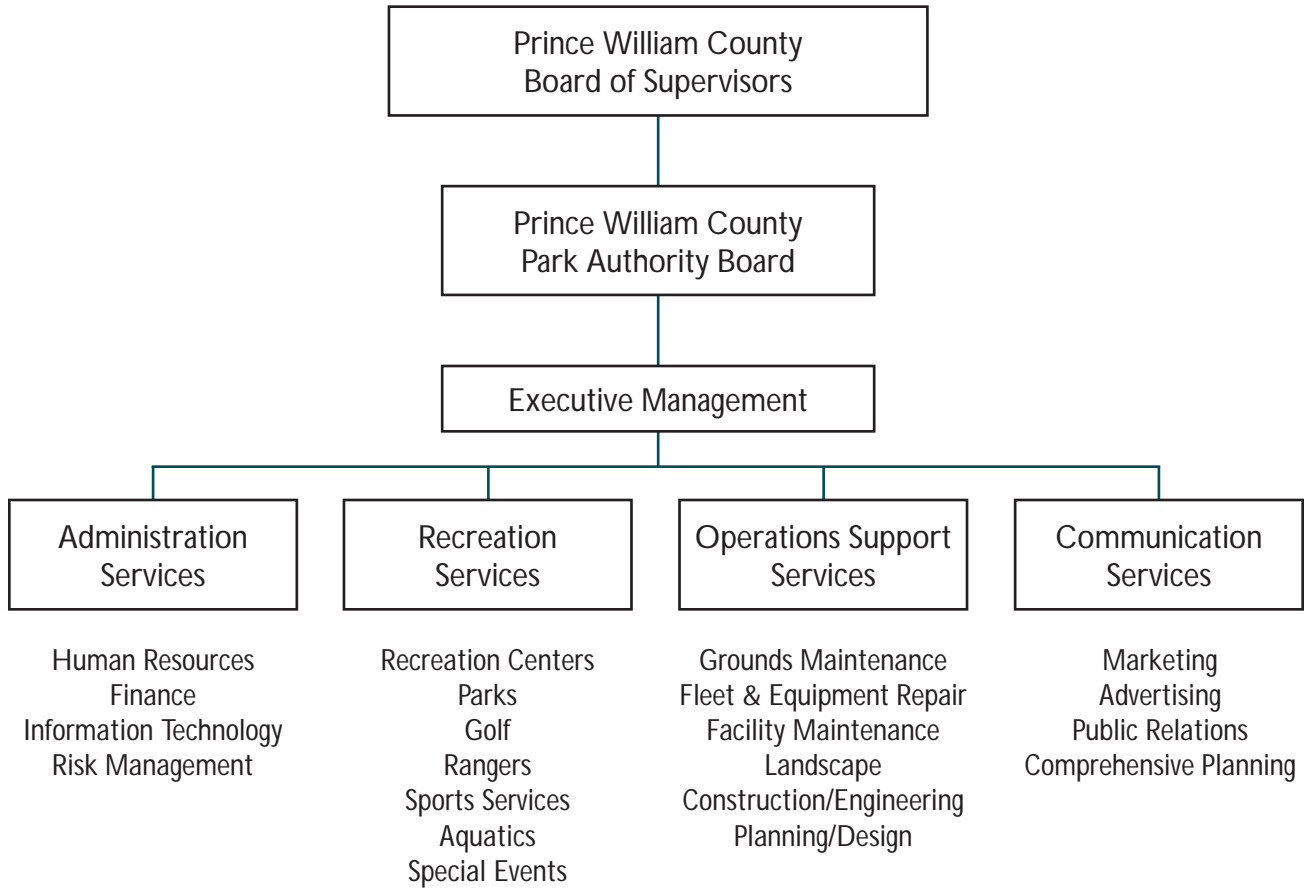 Prince William County
Board of Supervisors
Prince William County
Park Authority Board
Executive Management
Administration
Services
Human Resources
Finance
Information Technology
Risk Management
Recreation
Services
Recreation Centers
Parks
Golf
Rangers
Sports Services
Aquatics
Special Events
Operations Support
Services
Grounds Maintenance
Fleet & Equipment Repair
Facility Maintenance
Landscape
Construction/Engineering
Planning/Design
Communication
Services
Marketing
Advertising
Public Relations
Comprehensive Planning